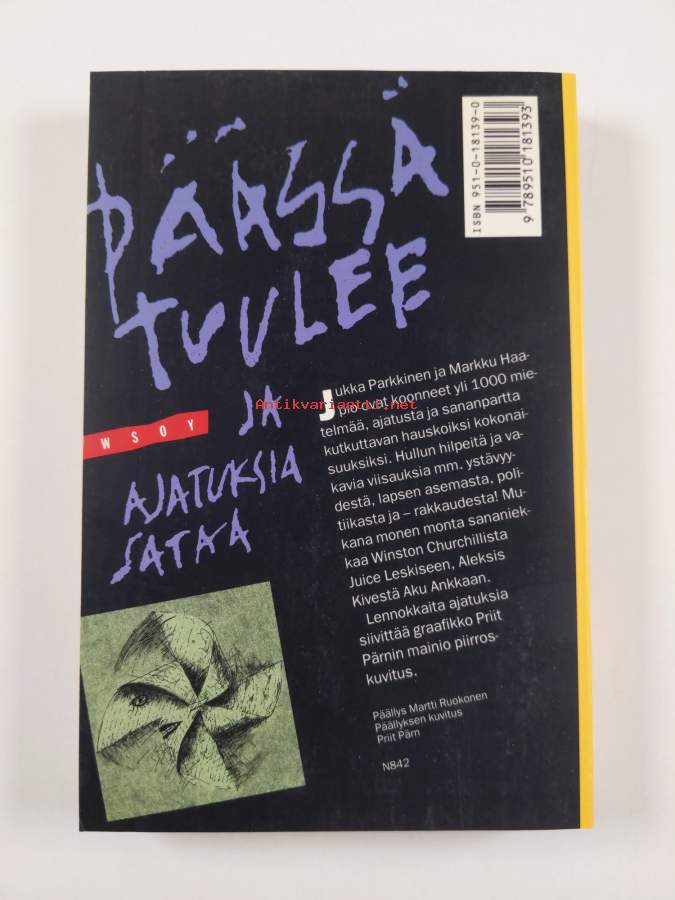 PÄÄSSÄ
TUULEE
JA
AJATUKSIA
SATAA
WSOY
ISBN 951-0-18139-0
9 789510 181393
Jukka Parkkinen ja Markku Haa-
pio ovat koonneet yli 1000 mie-
telmää, ajatusta ja sananpartta
kutkuttavan hauskoiksi kokonai-
suuksiksi. Hullun hilpeitä ja va-
kavia viisauksia mm. ystävyy-
destä, lapsen asemasta, poli-
tiikasta ja – rakkaudesta! Mu-
kana monen monta sananiek-
kaa Winston Churchillista
Juice Leskiseen, Aleksis
Kivestä Aku Ankkaan.
Lennokkaita ajatuksia
siivittää graafikko Priit
Pärnin mainio piirros-
kuvitus.
Päällys Martti Ruokonen
Päällyksen kuvitus
Priit Pärn
N842
Antikvariaatti.net